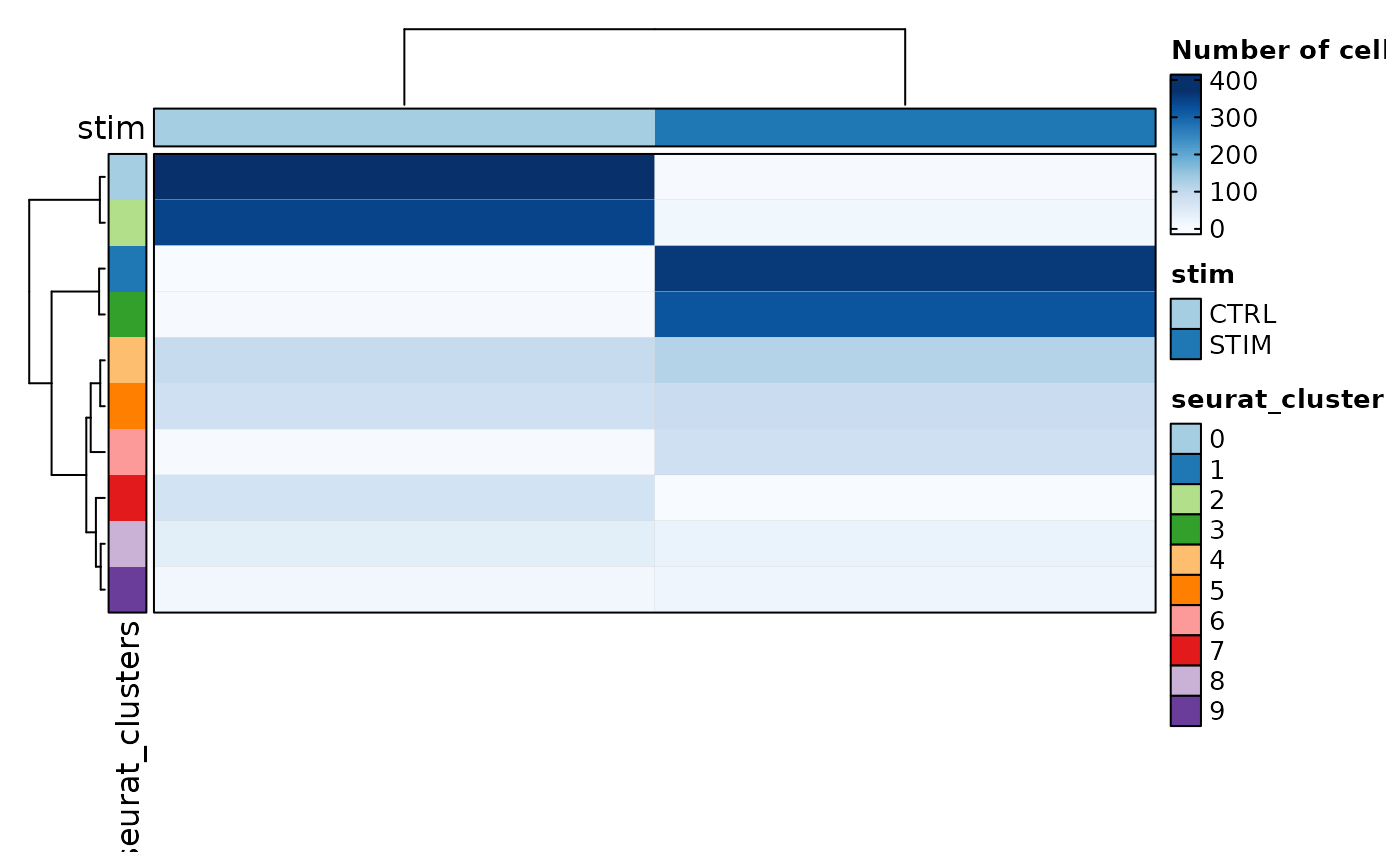 stim
seurat_clusters
Number of cell
400
300
200
100
0
stim
CTRL
STIM
seurat_cluster
0
1
2
3
4
5
6
7
8
9